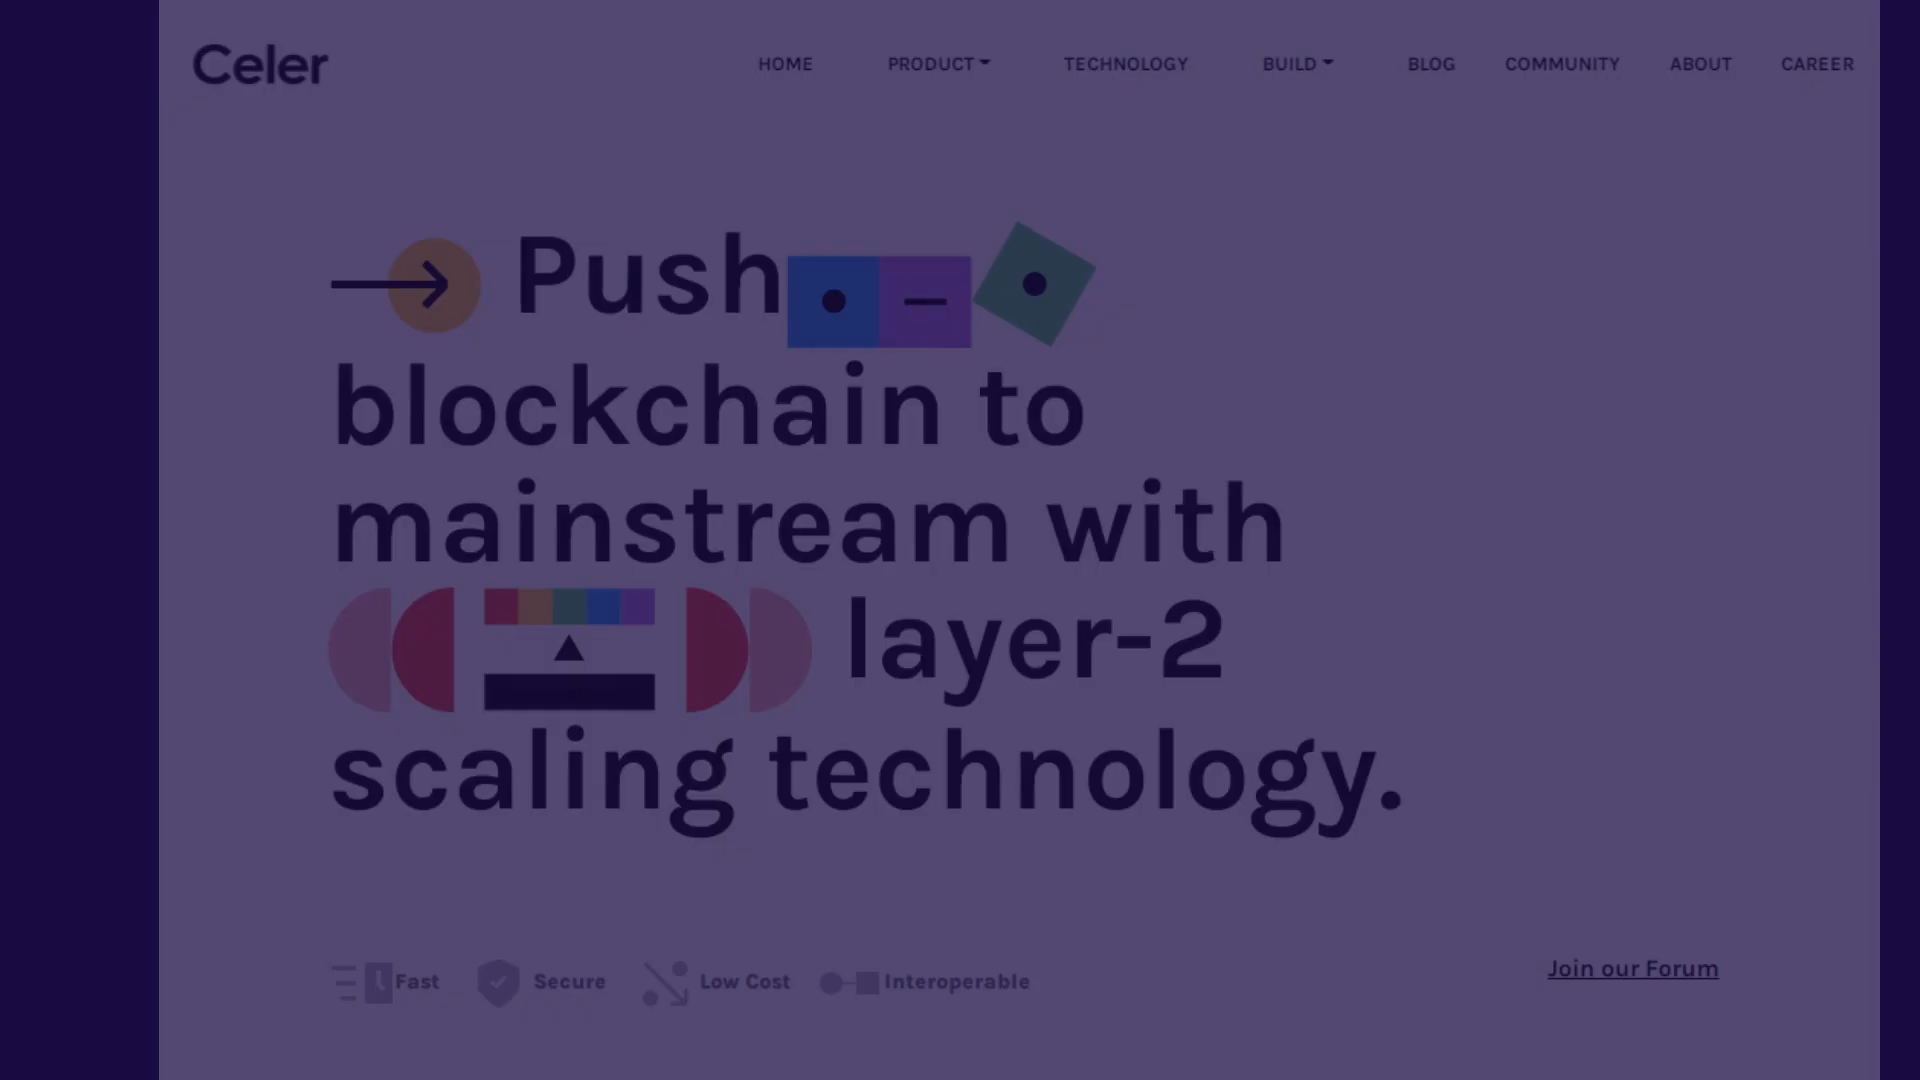 Celer
HOME PRODUCT TECHNOLOGY BUILD BLOG COMMUNITY ABOUT CAREER
Push
blockchain to
mainstream with
layer-2
scaling technology.
Fast Secure Low Cost Interoperable
Join our Forum